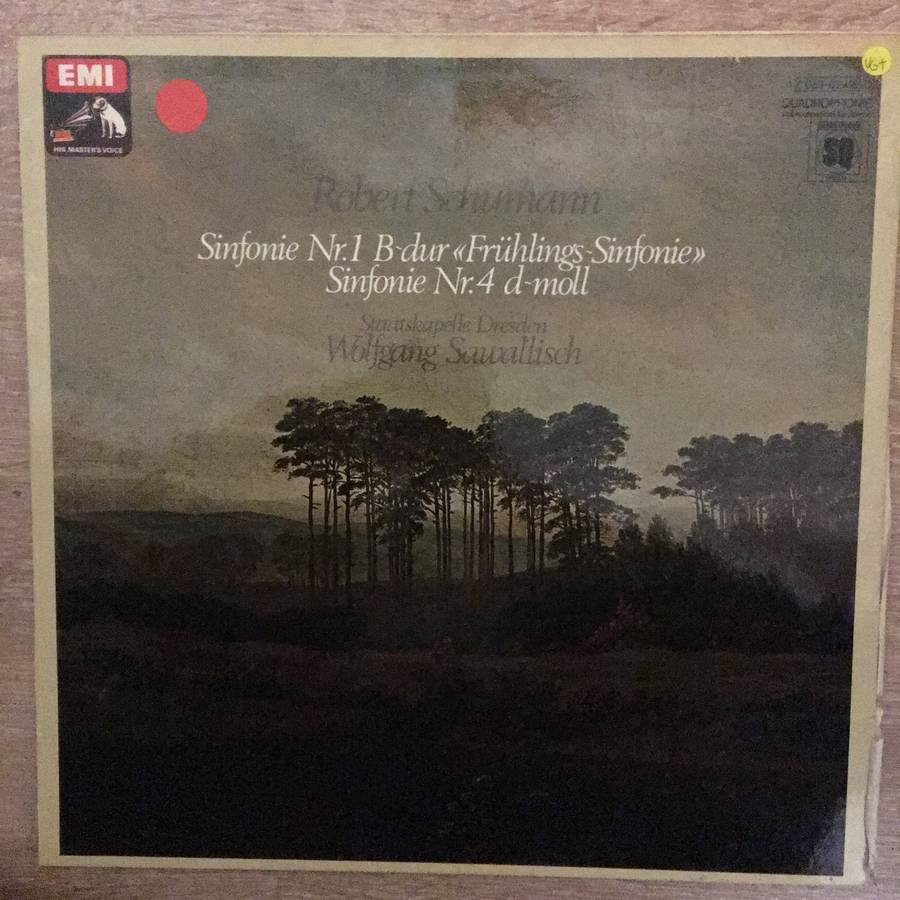 EMI
HIS MASTER'S VOICE
VG+
QUADROPHONIE
SQ
Robert Schumann
Sinfonie Nr.1 B-dur «Frühlings-Sinfonie»
Sinfonie Nr.4 d-moll
Staatskapelle Dresden
Wolfgang Sawallisch